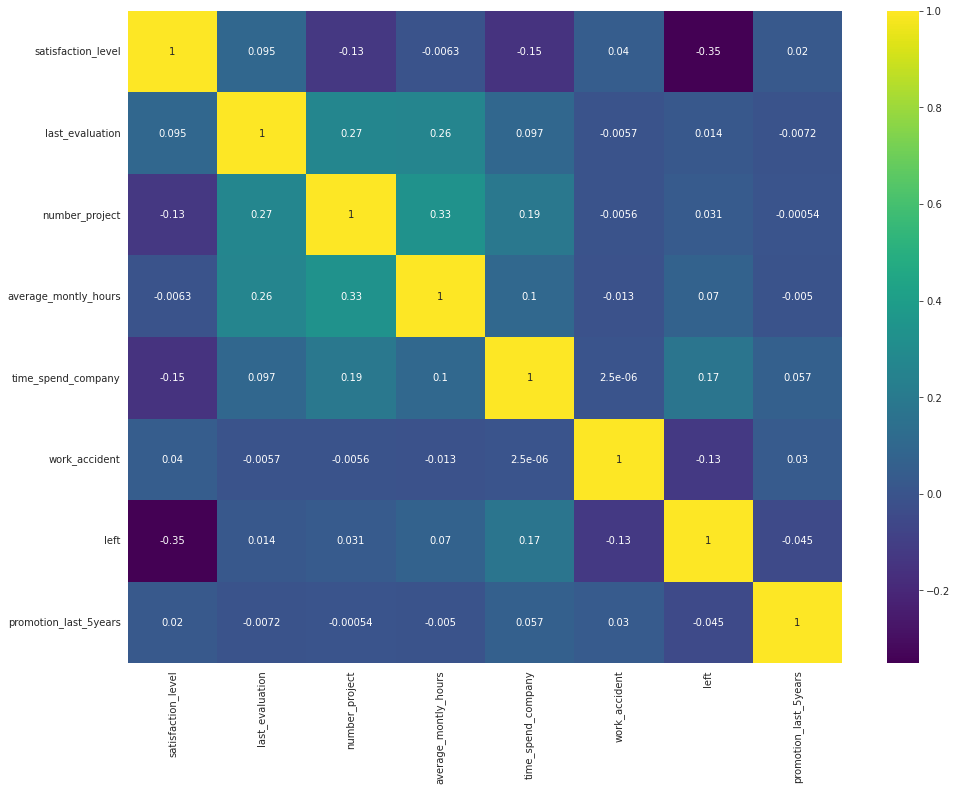 satisfaction_level 1 0.095 -0.13 -0.0063 -0.15 0.04 -0.35 0.02
last_evaluation 0.095 1 0.27 0.26 0.097 -0.0057 0.014 -0.0072
number_project -0.13 0.27 1 0.33 0.19 -0.0056 0.031 -0.00054
average_montly_hours -0.0063 0.26 0.33 1 0.1 -0.013 0.07 -0.005
time_spend_company -0.15 0.097 0.19 0.1 1 2.5e-06 0.17 0.057
work_accident 0.04 -0.0057 -0.0056 -0.013 2.5e-06 1 -0.13 0.03
left -0.35 0.014 0.031 0.07 0.17 -0.13 1 -0.045
promotion_last_5years 0.02 -0.0072 -0.00054 -0.005 0.057 0.03 -0.045 1
satisfaction_level
last_evaluation
number_project
average_montly_hours
time_spend_company
work_accident
left
promotion_last_5years
1.0
0.8
0.6
0.4
0.2
0.0
−0.2